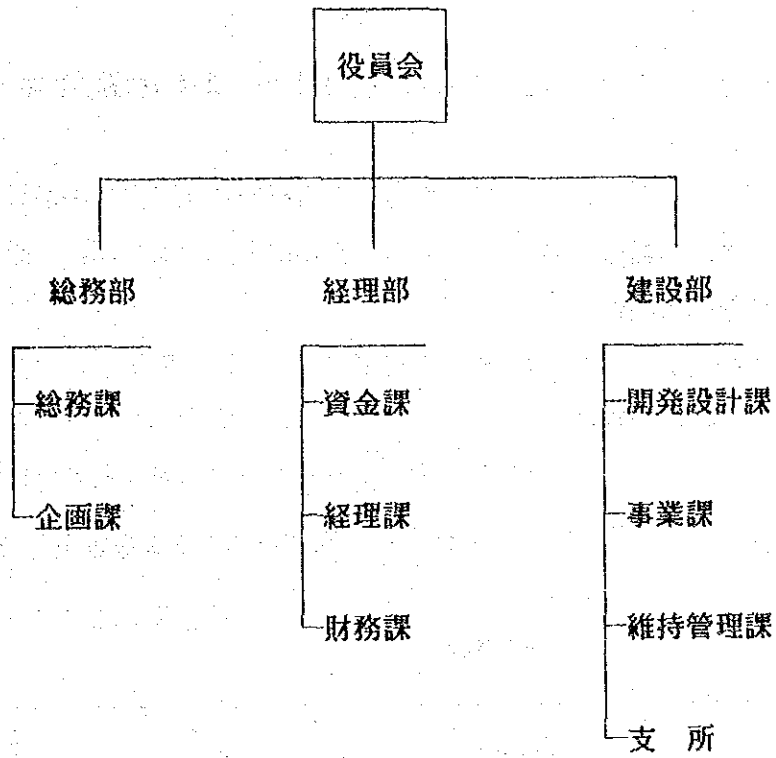 役員会
総務部
経理部
建設部
総務課
企画課
資金課
経理課
財務課
開発設計課
事業課
維持管理課
支 所